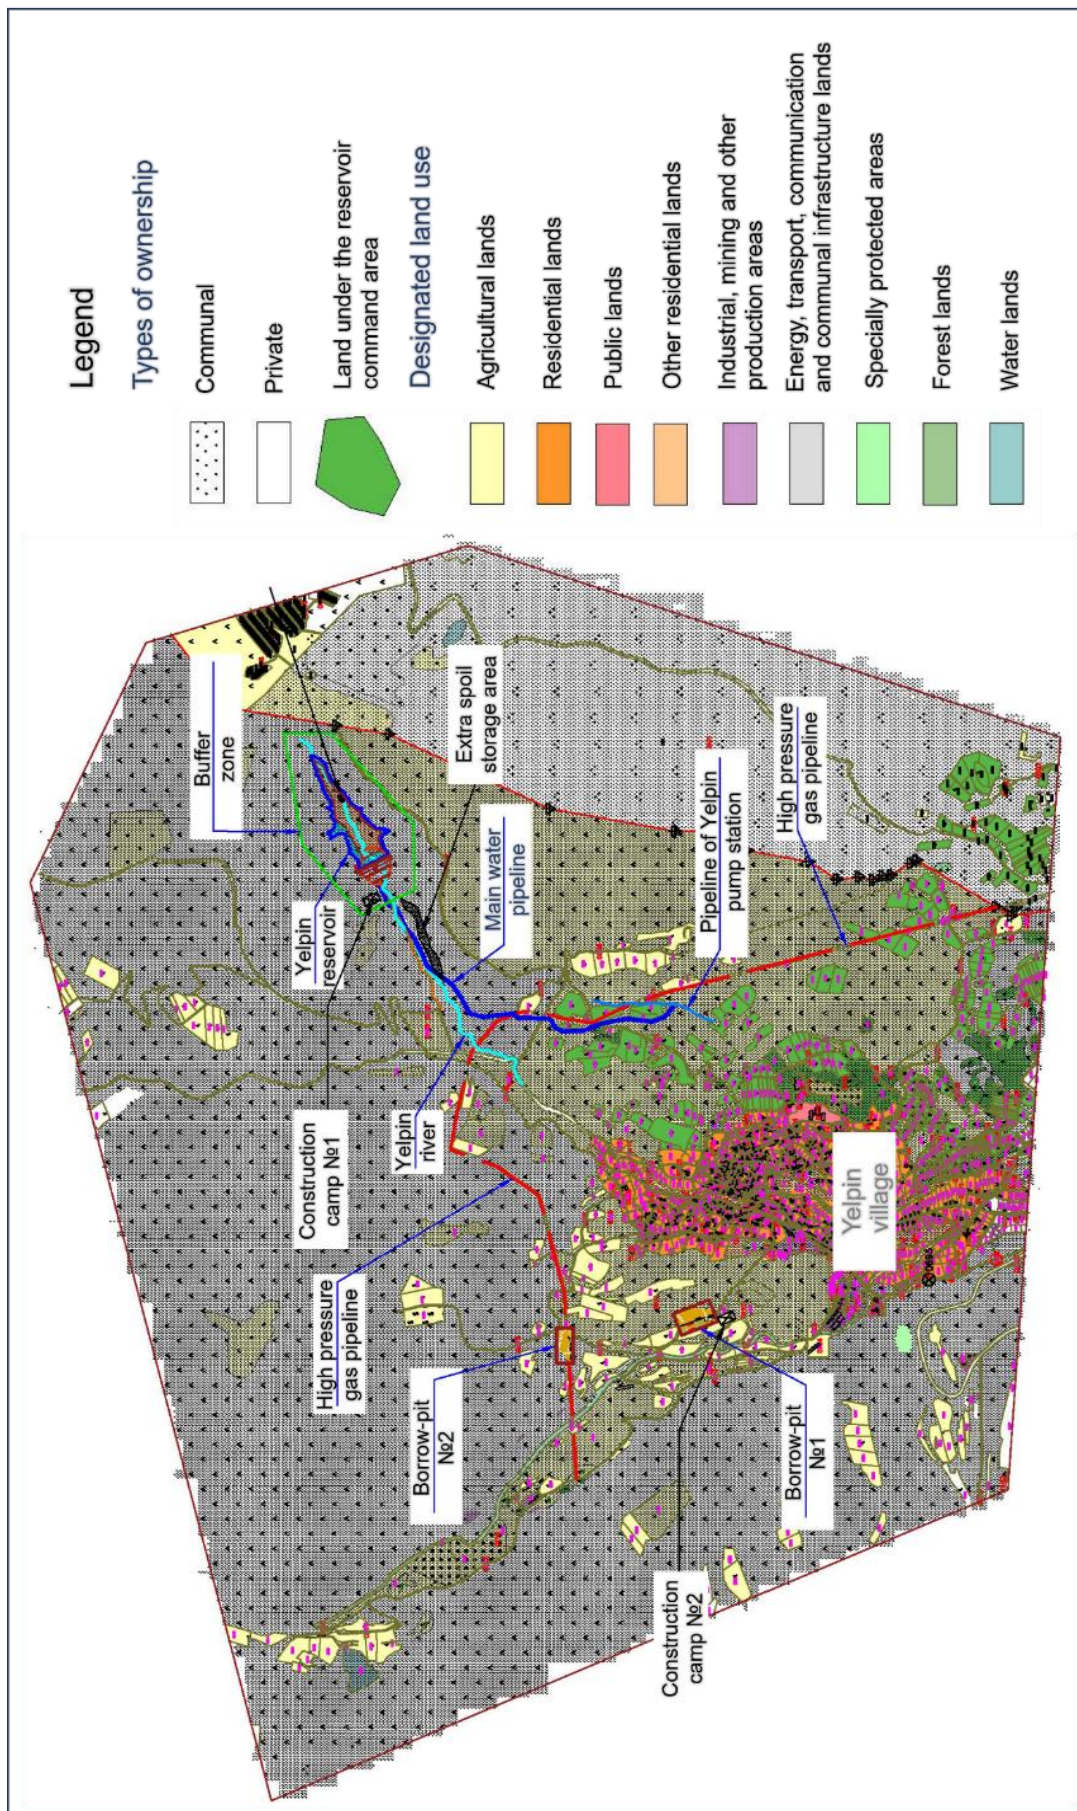 Legend
Types of ownership
Communal
Private
Land under the reservoir
command area
Designated land use
Agricultural lands
Residential lands
Public lands
Other residential lands
Industrial, mining and other
production areas
Energy, transport, communication
and communal infrastructure lands
Specially protected areas
Forest lands
Water lands
Buffer
zone
Yelpin
reservoir
Construction
camp №1
Extra spoil
storage area
Main water
pipeline
Yelpin
river
Pipeline of Yelpin
pump station
High pressure
gas pipeline
High pressure
gas pipeline
Borrow-pit
№2
Borrow-pit
№1
Construction
camp №2
Yelpin
village